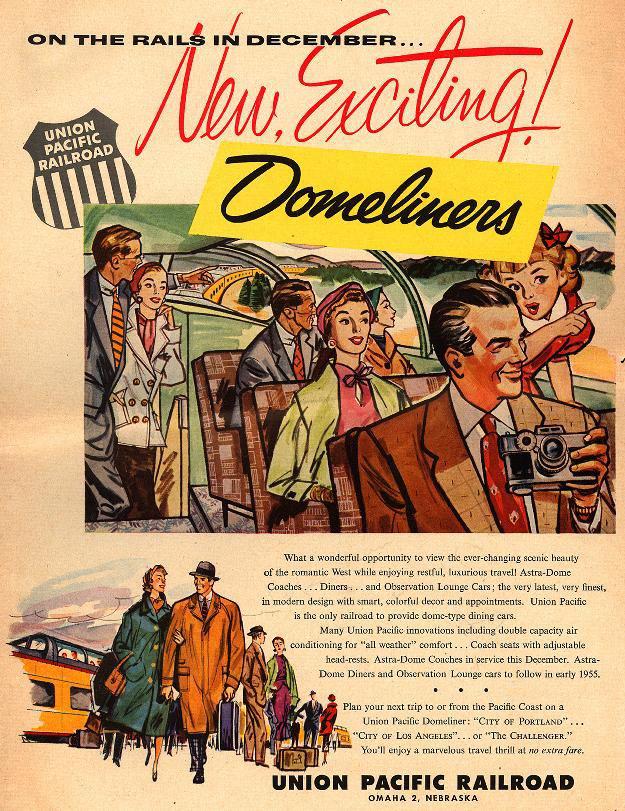 ON THE RAILS IN DECEMBER...
New, Exciting!
UNION
PACIFIC
RAILROAD
Domeliners
What a wonderful opportunity to view the ever-changing scenic beauty
of the romantic West while enjoying restful, luxurious travel! Astra-Dome
Coaches . . . Diners . . . and Observation Lounge Cars; the very latest, very finest,
in modern design with smart, colorful decor and appointments. Union Pacific
is the only railroad to provide dome-type dining cars.
Many Union Pacific innovations including double capacity air
conditioning for "all weather" comfort . . . Coach seats with adjustable
head-rests. Astra-Dome Coaches in service this December. Astra-
Dome Diners and Observation Lounge cars to follow in early 1955.
• • •
Plan your next trip to or from the Pacific Coast on a
Union Pacific Domeliner: "CITY OF PORTLAND" . . .
"CITY OF LOS ANGELES" . . . or "THE CHALLENGER."
You'll enjoy a marvelous travel thrill at no extra fare.
UNION PACIFIC RAILROAD
OMAHA 2, NEBRASKA